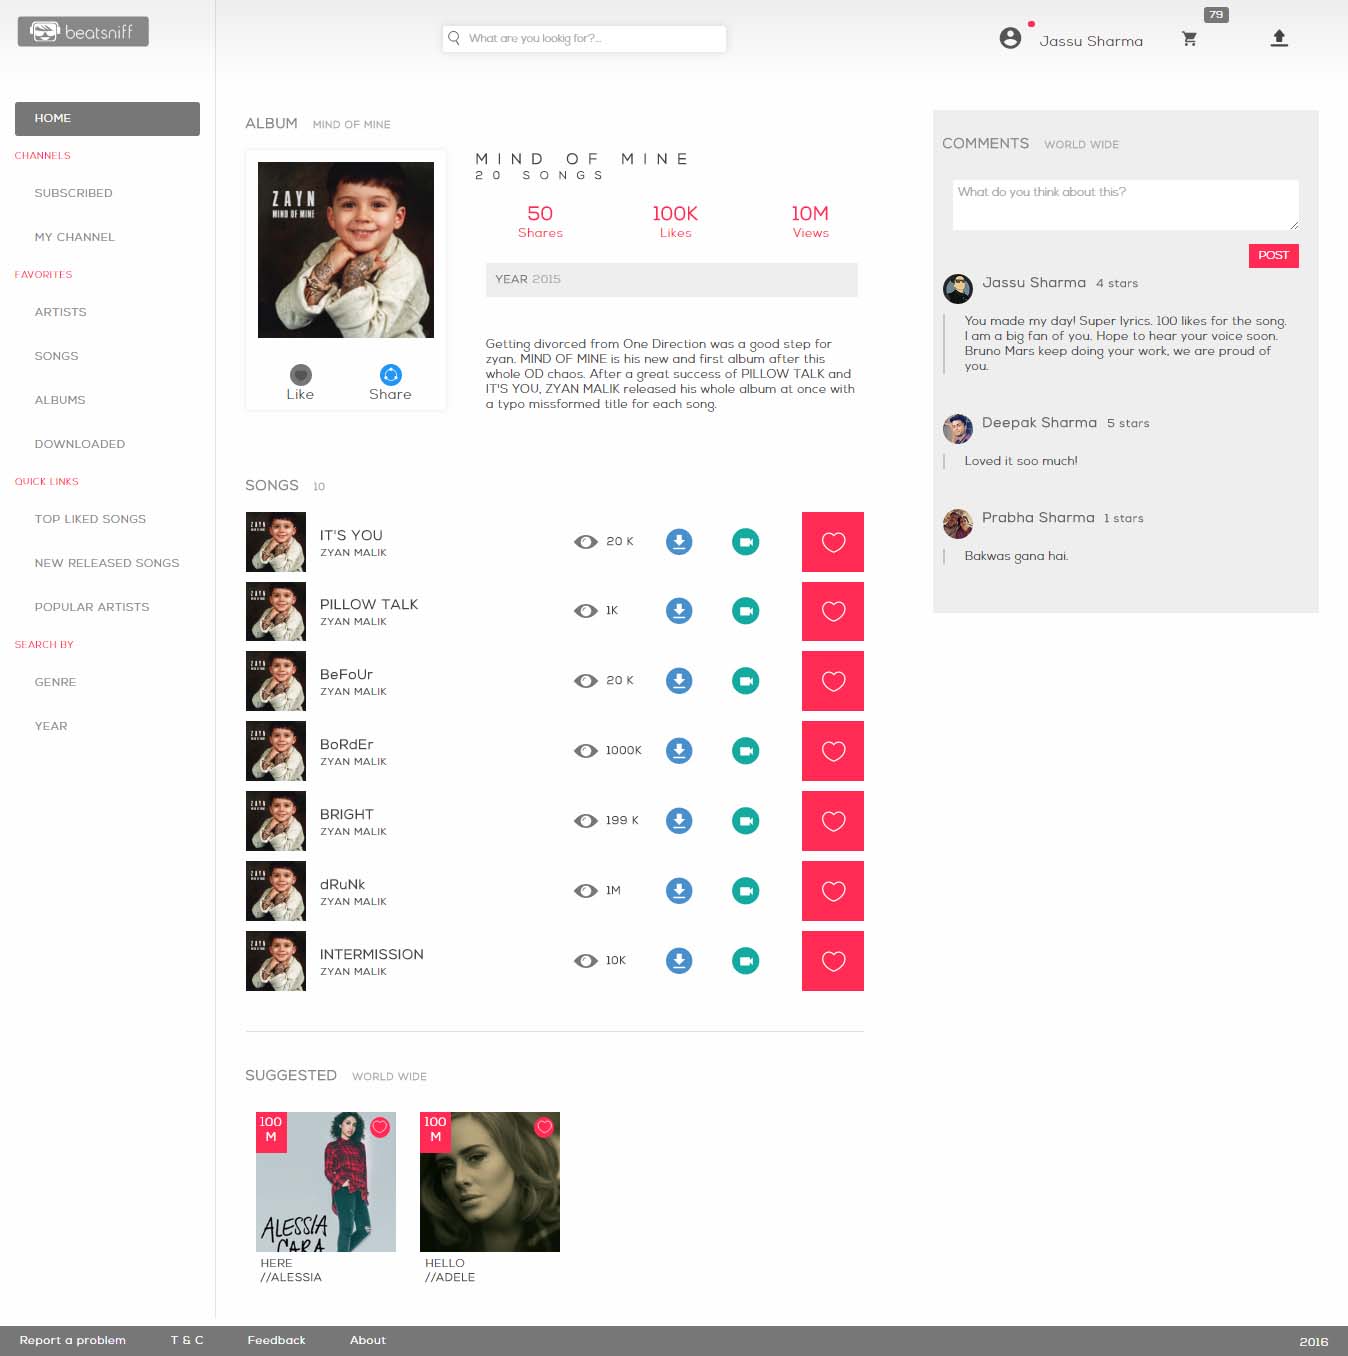 beatsniff
What are you lookig for?...
Jassu Sharma
79
HOME
CHANNELS
SUBSCRIBED
MY CHANNEL
FAVORITES
ARTISTS
SONGS
ALBUMS
DOWNLOADED
QUICK LINKS
TOP LIKED SONGS
NEW RELEASED SONGS
POPULAR ARTISTS
SEARCH BY
GENRE
YEAR
ALBUM MIND OF MINE
ZAYN
MIND OF MINE
Like Share
MIND OF MINE
20 SONGS
50 100K 10M
Shares Likes Views
YEAR 2015
Getting divorced from One Direction was a good step for
zyan. MIND OF MINE is his new and first album after this
whole OD chaos. After a great success of PILLOW TALK and
IT'S YOU, ZYAN MALIK released his whole album at once with
a typo missformed title for each song.
SONGS 10
ZAYN
IT'S YOU
ZYAN MALIK
20 K
ZAYN
PILLOW TALK
ZYAN MALIK
1K
ZAYN
BeFoUr
ZYAN MALIK
20 K
ZAYN
BoRdEr
ZYAN MALIK
1000K
ZAYN
BRIGHT
ZYAN MALIK
199 K
ZAYN
dRuNk
ZYAN MALIK
1M
ZAYN
INTERMISSION
ZYAN MALIK
10K
SUGGESTED WORLD WIDE
100
M
ALESSIA
CARA
HERE
//ALESSIA
100
M
HELLO
//ADELE
COMMENTS WORLD WIDE
What do you think about this?
POST
Jassu Sharma 4 stars
You made my day! Super lyrics. 100 likes for the song.
I am a big fan of you. Hope to hear your voice soon.
Bruno Mars keep doing your work, we are proud of
you.
Deepak Sharma 5 stars
Loved it soo much!
Prabha Sharma 1 stars
Bakwas gana hai.
Report a problem T & C Feedback About 2016